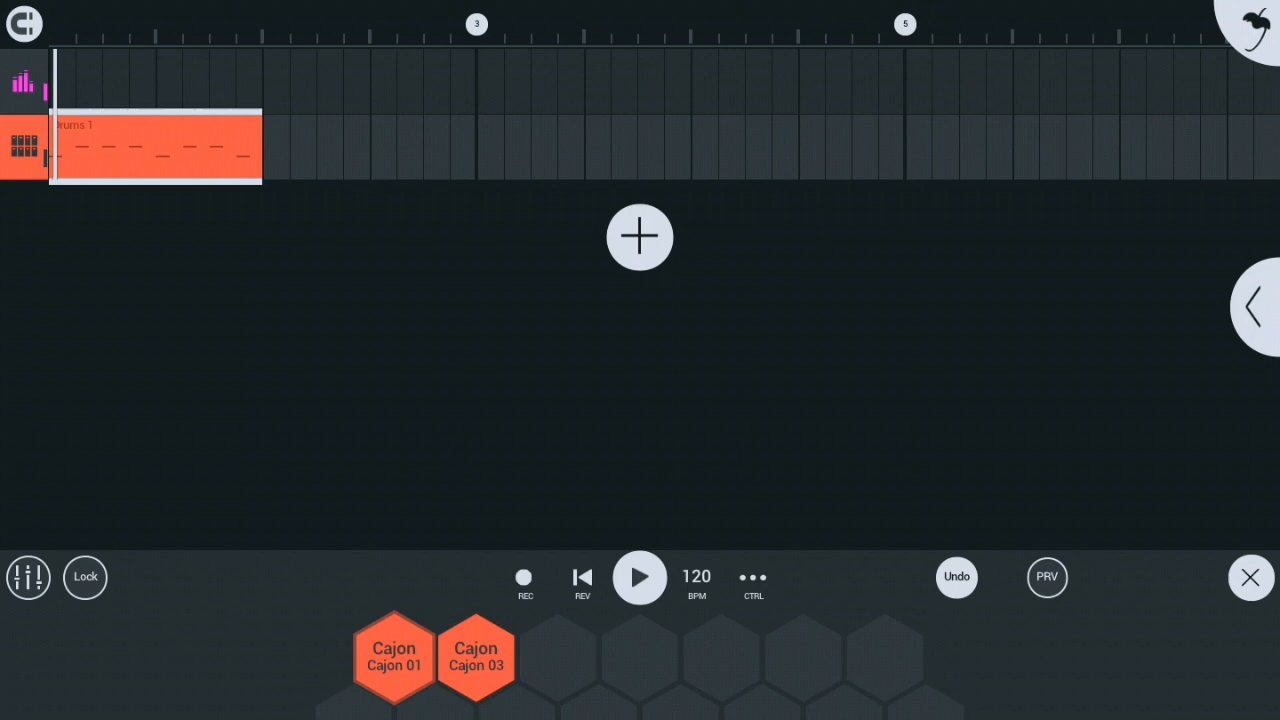 3
5
Drums 1
Lock
REC
REV
120
BPM
CTRL
Undo
PRV
Cajon
Cajon 01
Cajon
Cajon 03